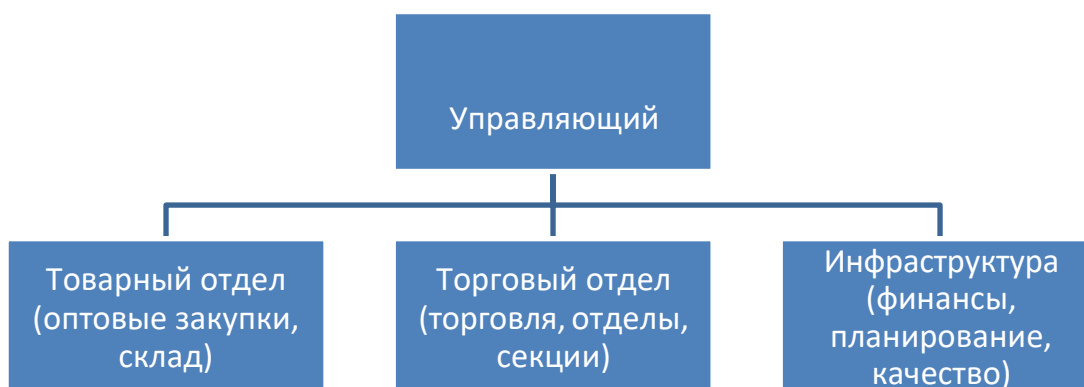 Управляющий
Товарный отдел
(оптовые закупки,
склад)
Торговый отдел
(торговля, отделы,
секции)
Инфраструктура
(финансы,
планирование,
качество)